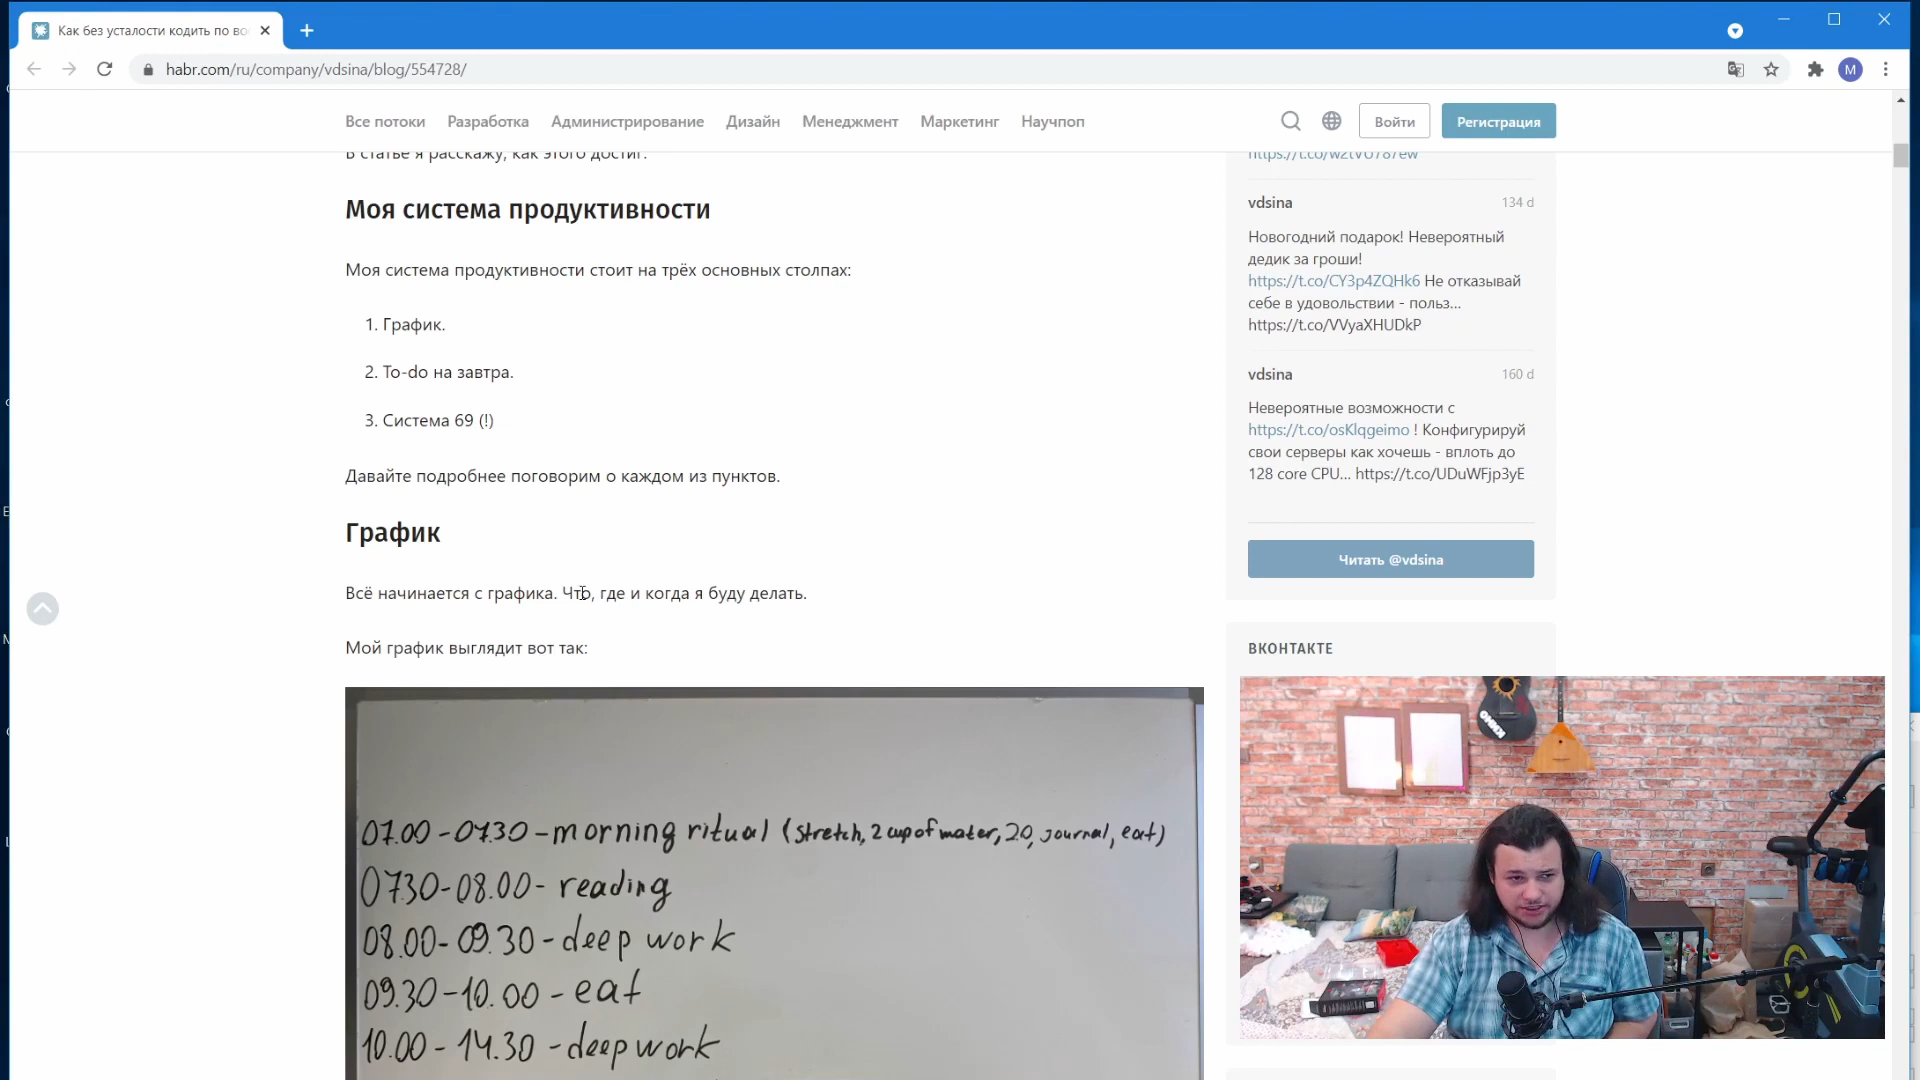 Как без усталости кодить по во
habr.com/ru/company/vdsina/blog/554728/
M
Все потоки Разработка Администрирование Дизайн Менеджмент Маркетинг Научпоп
Войти
Регистрация
В статье я расскажу, как этого достиг.
Моя система продуктивности
Моя система продуктивности стоит на трёх основных столпах:
1. График.
2. To-do на завтра.
3. Система 69 (!)
Давайте подробнее поговорим о каждом из пунктов.
График
Всё начинается с графика. Что, где и когда я буду делать.
Мой график выглядит вот так:
07.00-07.30-morning ritual (stretch, 2 cup of water, 20, journal, eat)
07.30-08.00-reading
08.00-09.30-deep work
09.30-10.00-eat
10.00-14.30-deep work
vdsina 134 d
Новогодний подарок! Невероятный
дедик за гроши!
https://t.co/CY3p4ZQHk6 Не отказывай
себе в удовольствии - польз...
https://t.co/VVyaXHUDkP
vdsina 160 d
Невероятные возможности с
https://t.co/osKlqgeimo ! Конфигурируй
свои серверы как хочешь - вплоть до
128 core CPU... https://t.co/UDuWFjp3yE
Читать @vdsina
ВКОНТАКТЕ